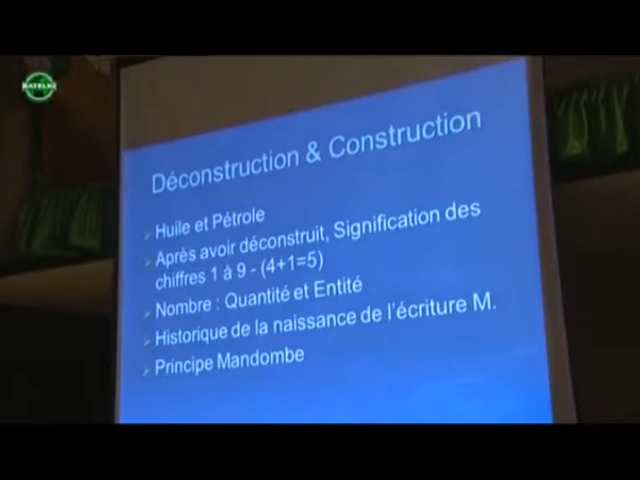 KATELKI
Déconstruction & Construction
Huile et Pétrole
Après avoir déconstruit, Signification des
chiffres 1 à 9 - (4+1=5)
Nombre : Quantité et Entité
Historique de la naissance de l'écriture M.
Principe Mandombe